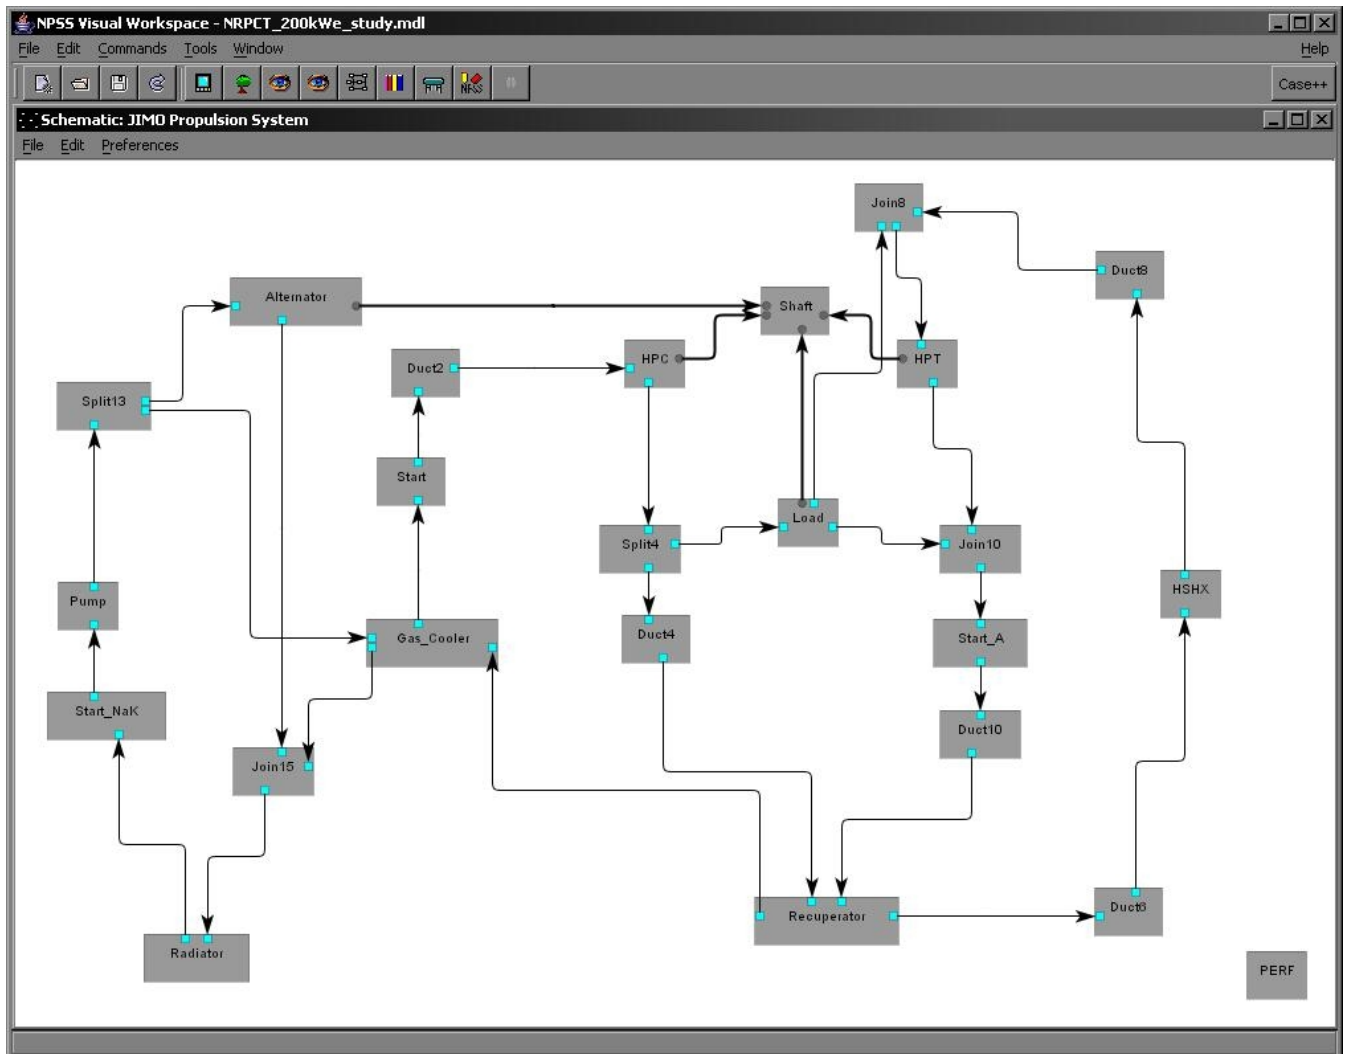 NPSS Visual Workspace - NRPCT_200kWe_study.mdl
File Edit Commands Tools Window Help
NPSS
Case++
Schematic: JIMO Propulsion System
File Edit Preferences
Join8
Duct8
Alternator
Shaft
HPC
HPT
Duct2
Split13
Start
Load
Split4
Join10
HSHX
Pump
Gas_Cooler
Duct4
Start_A
Start_NaK
Duct10
Join15
Recuperator
Duct6
Radiator
PERF